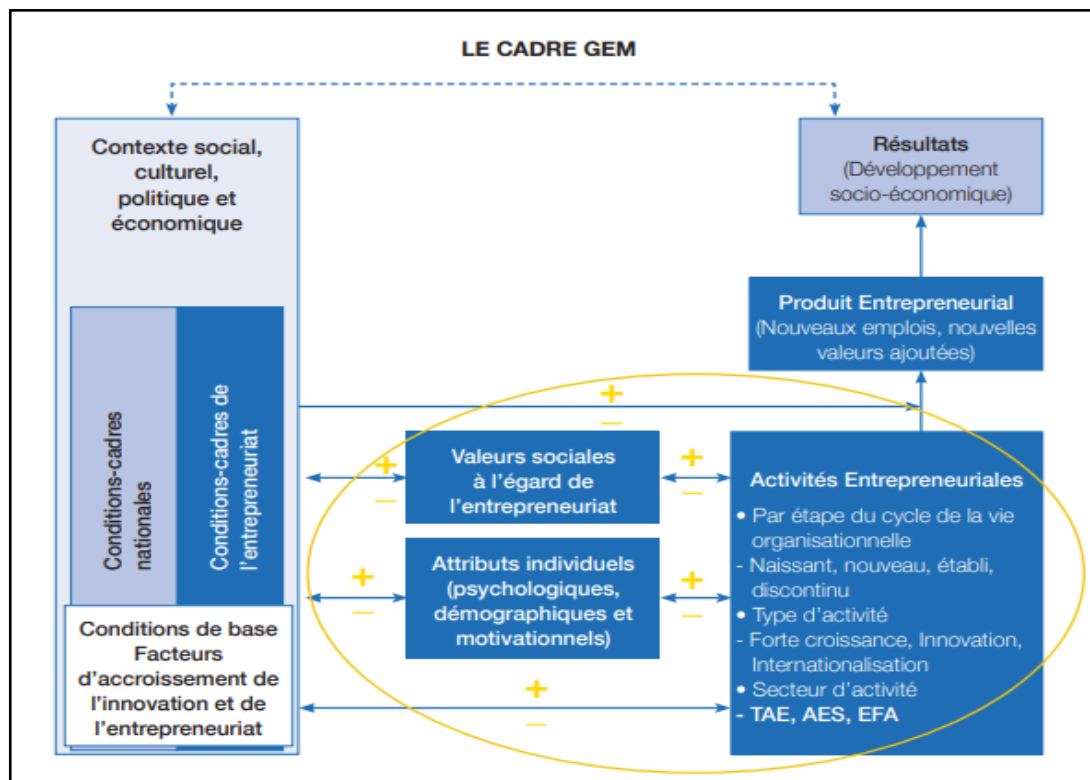 LE CADRE GEM
Contexte social,
culturel,
politique et
économique
Conditions-cadres
nationales
Conditions-cadres de
l'entrepreneuriat
Conditions de base
Facteurs
d'accroissement de
l'innovation et de
l'entrepreneuriat
+
–
+
–
Valeurs sociales
à l'égard de
l'entrepreneuriat
+
–
+
–
Attributs individuels
(psychologiques,
démographiques et
motivationnels)
+
–
+
–
Résultats
(Développement
socio-économique)
Produit Entrepreneurial
(Nouveaux emplois, nouvelles
valeurs ajoutées)
Activités Entrepreneuriales
• Par étape du cycle de la vie
organisationnelle
- Naissant, nouveau, établi,
discontinu
• Type d'activité
- Forte croissance, Innovation,
Internationalisation
• Secteur d'activité
- TAE, AES, EFA